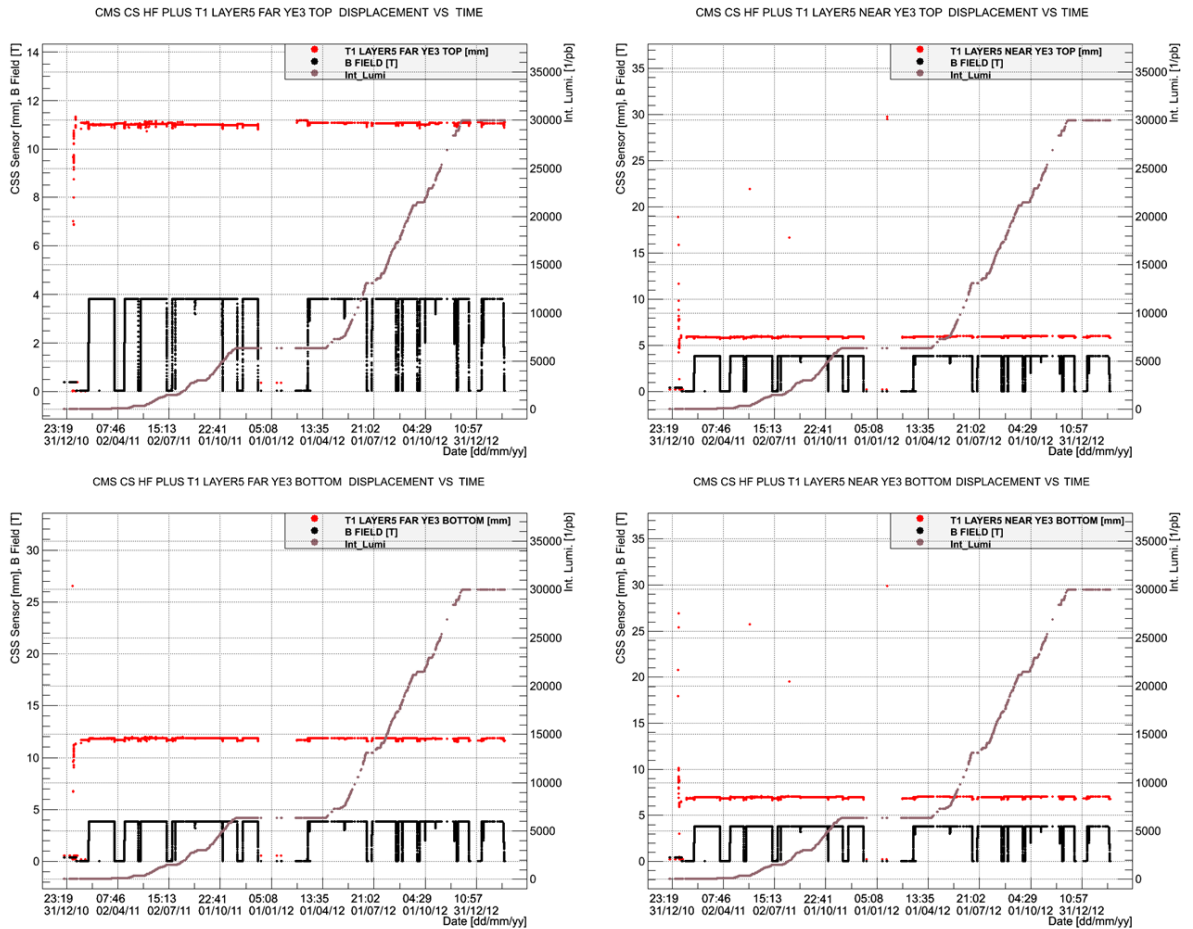 CMS CS HF PLUS T1 LAYER5 FAR YE3 TOP DISPLACEMENT VS TIME
CSS Sensor [mm], B Field [T]
14
12
10
8
6
4
2
0
T1 LAYER5 FAR YE3 TOP [mm]
B FIELD [T]
Int_Lumi
Int. Lumi. [1/pb]
35000
30000
25000
20000
15000
10000
5000
0
23:19 07:46 15:13 22:41 05:08 13:35 21:02 04:29 10:57
31/12/10 02/04/11 02/07/11 01/10/11 01/01/12 01/04/12 01/07/12 01/10/12 31/12/12
Date [dd/mm/yy]
CMS CS HF PLUS T1 LAYER5 NEAR YE3 TOP DISPLACEMENT VS TIME
CSS Sensor [mm], B Field [T]
35
30
25
20
15
10
5
0
T1 LAYER5 NEAR YE3 TOP [mm]
B FIELD [T]
Int_Lumi
Int. Lumi. [1/pb]
35000
30000
25000
20000
15000
10000
5000
0
23:19 07:46 15:13 22:41 05:08 13:35 21:02 04:29 10:57
31/12/10 02/04/11 02/07/11 01/10/11 01/01/12 01/04/12 01/07/12 01/10/12 31/12/12
Date [dd/mm/yy]
CMS CS HF PLUS T1 LAYER5 FAR YE3 BOTTOM DISPLACEMENT VS TIME
CSS Sensor [mm], B Field [T]
30
25
20
15
10
5
0
T1 LAYER5 FAR YE3 BOTTOM [mm]
B FIELD [T]
Int_Lumi
Int. Lumi. [1/pb]
35000
30000
25000
20000
15000
10000
5000
0
23:19 07:46 15:13 22:41 05:08 13:35 21:02 04:29 10:57
31/12/10 02/04/11 02/07/11 01/10/11 01/01/12 01/04/12 01/07/12 01/10/12 31/12/12
Date [dd/mm/yy]
CMS CS HF PLUS T1 LAYER5 NEAR YE3 BOTTOM DISPLACEMENT VS TIME
CSS Sensor [mm], B Field [T]
35
30
25
20
15
10
5
0
T1 LAYER5 NEAR YE3 BOTTOM [mm]
B FIELD [T]
Int_Lumi
Int. Lumi. [1/pb]
35000
30000
25000
20000
15000
10000
5000
0
23:19 07:46 15:13 22:41 05:08 13:35 21:02 04:29 10:57
31/12/10 02/04/11 02/07/11 01/10/11 01/01/12 01/04/12 01/07/12 01/10/12 31/12/12
Date [dd/mm/yy]